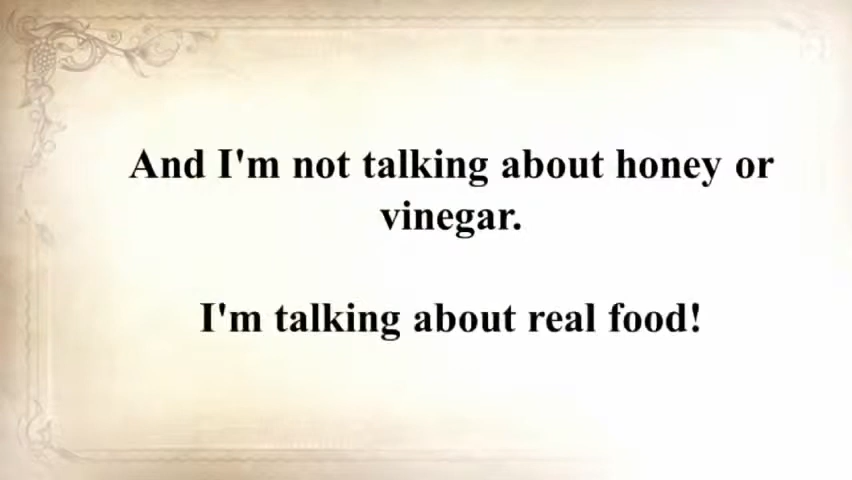 And I'm not talking about honey or
vinegar.
I'm talking about real food!